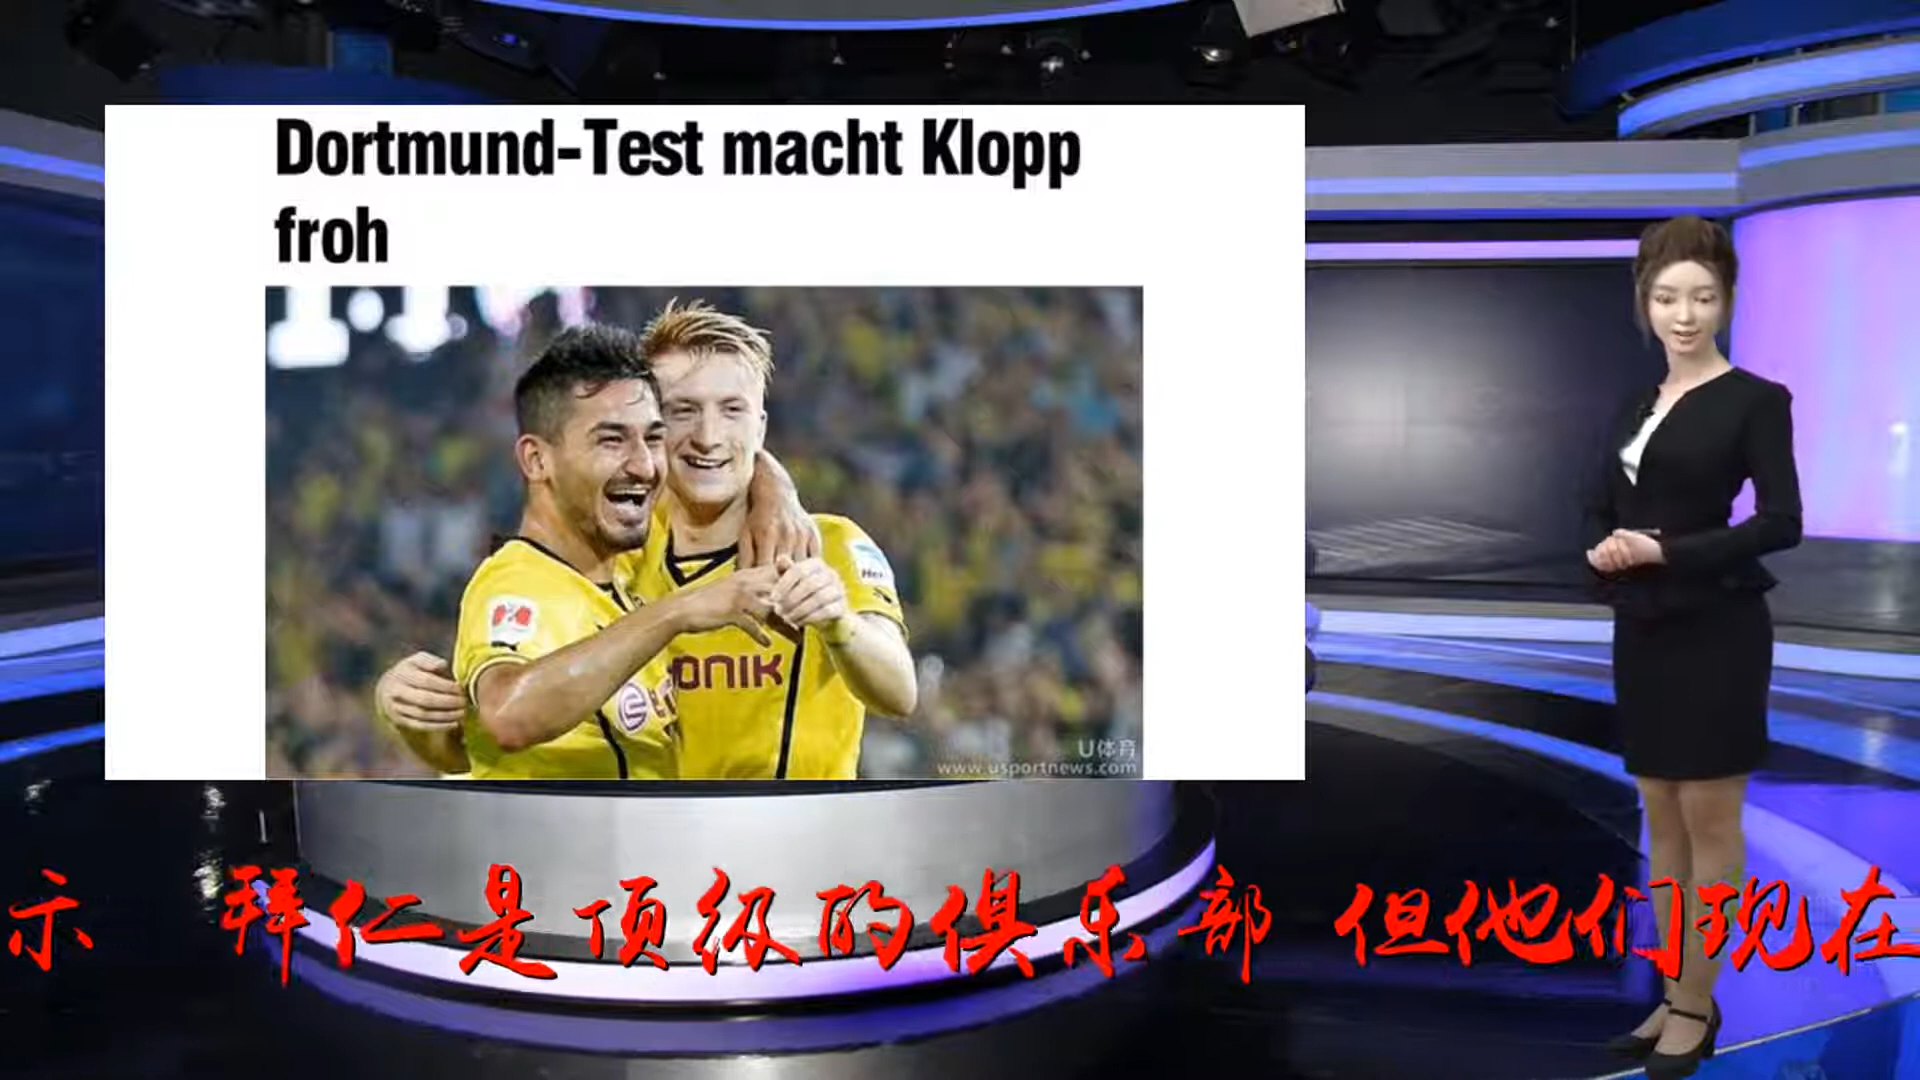 Dortmund-Test macht Klopp
froh
ONIK
U体育
www.usportnews.com
示 拜仁是顶级的俱乐部 但他们现在